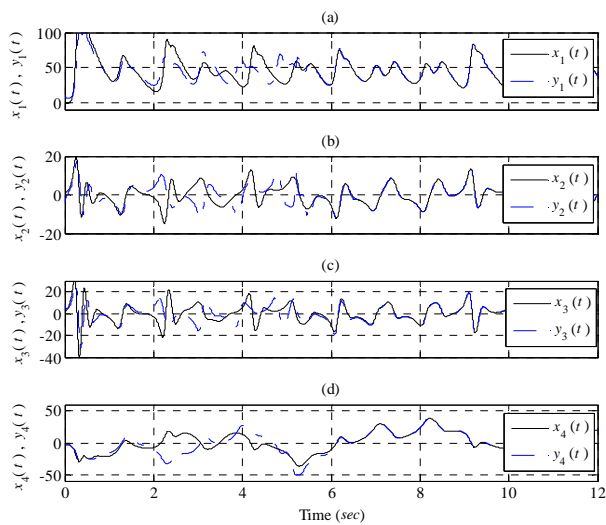 (a)
x1(t) , y1(t)
100
50
0
x1(t)
y1(t)
(b)
x2(t) , y2(t)
20
0
-20
x2(t)
y2(t)
(c)
x3(t) , y3(t)
20
0
-20
-40
x3(t)
y3(t)
(d)
x4(t) , y4(t)
50
0
-50
x4(t)
y4(t)
0 2 4 6 8 10 12
Time (sec)